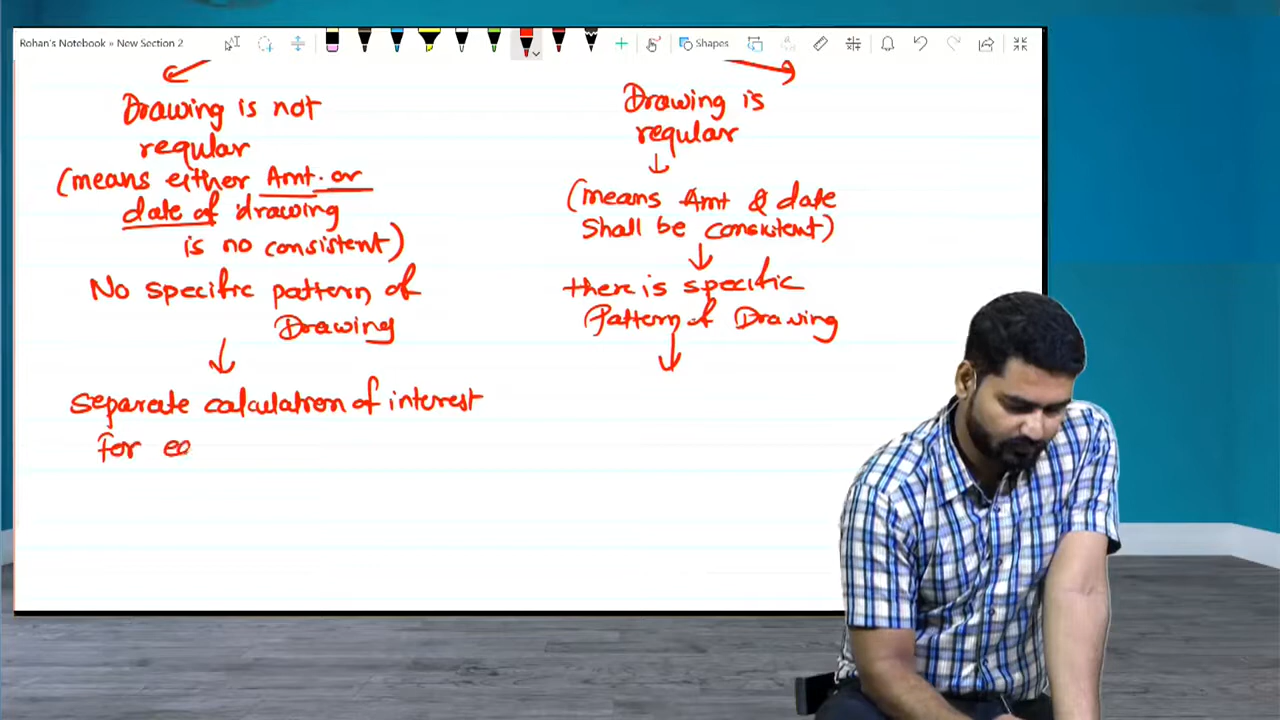 Rohan's Notebook » New Section 2
Shapes
Drawing is not
regular
(means either Amt. or
date of drawing
is no consistent)
No specific pattern of
Drawing
Separate calculation of interest
for ea
Drawing is
regular
(means Amt & date
Shall be consistent)
there is specific
Pattern of Drawing